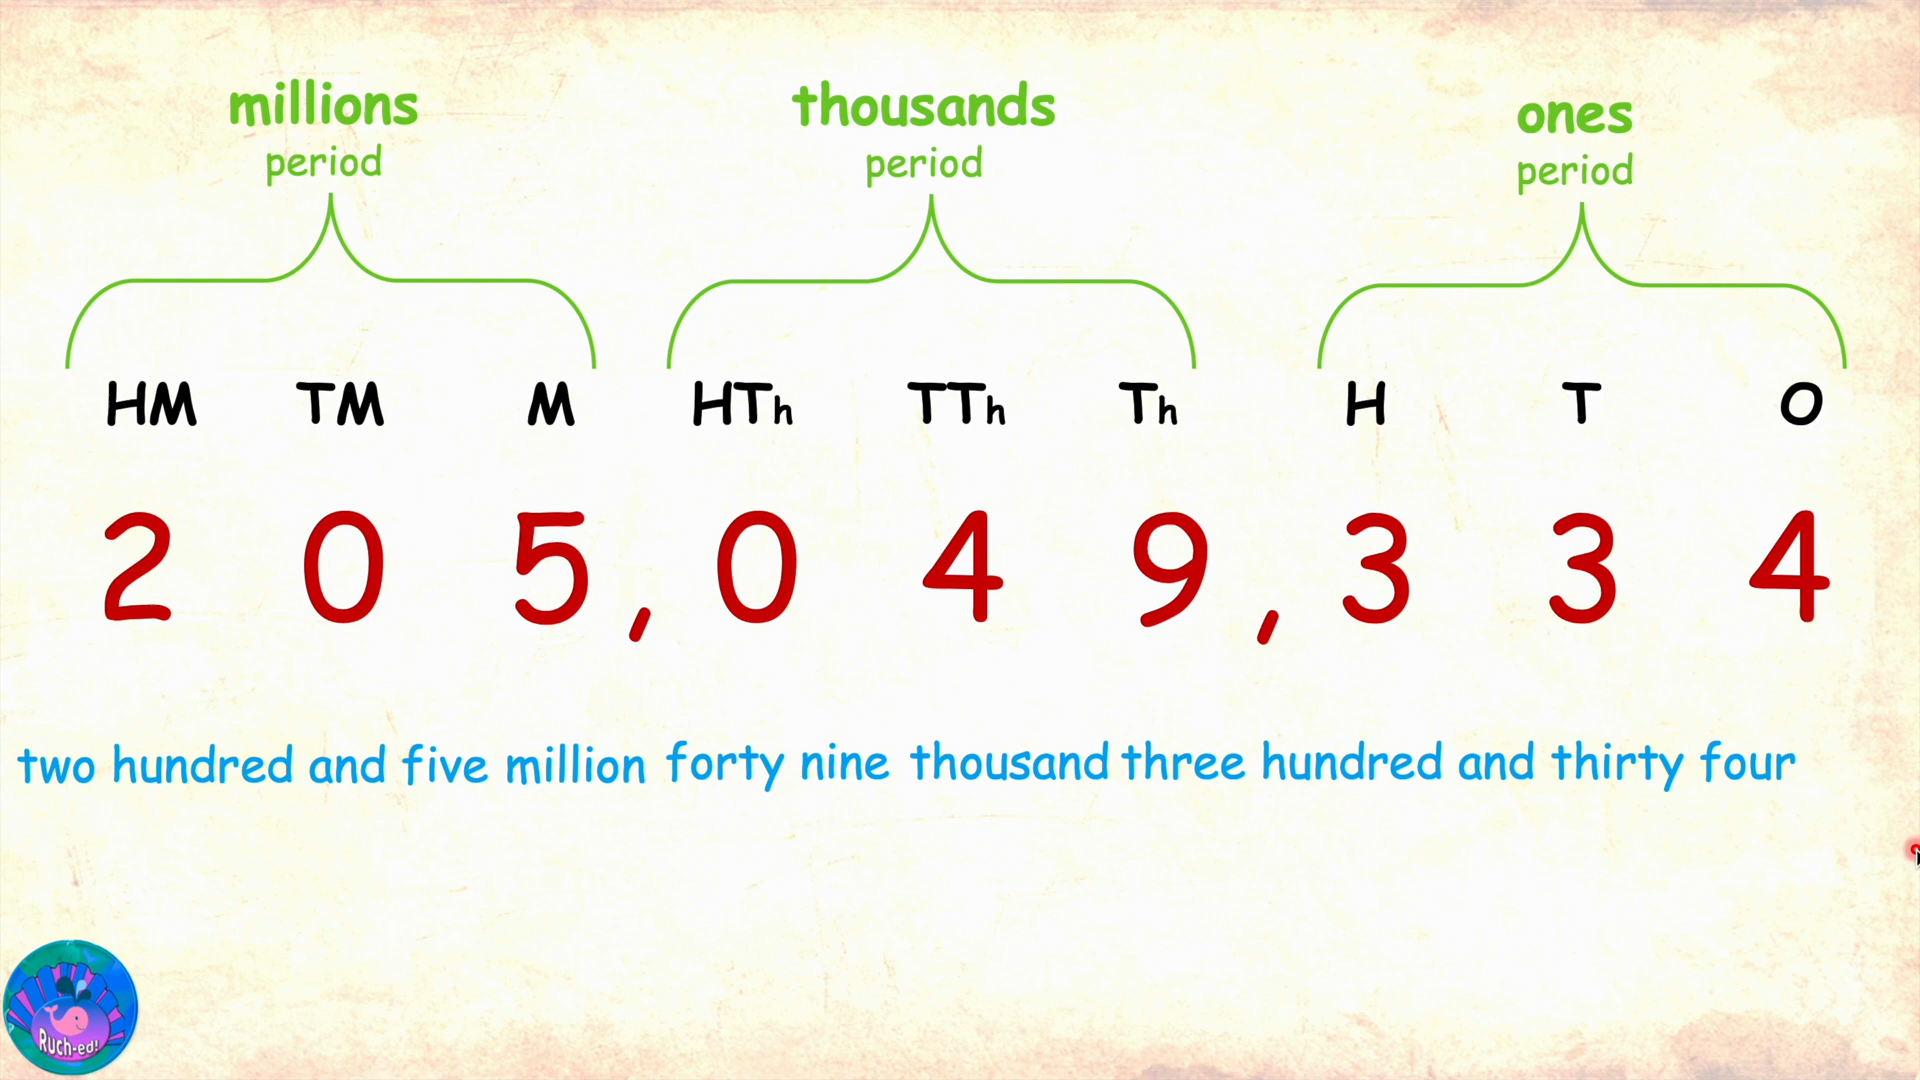 millions thousands ones
period period period
HM TM M HTh TTh Th H T O
2 0 5 , 0 4 9 , 3 3 4
two hundred and five million forty nine thousand three hundred and thirty four
Ruch-ed!